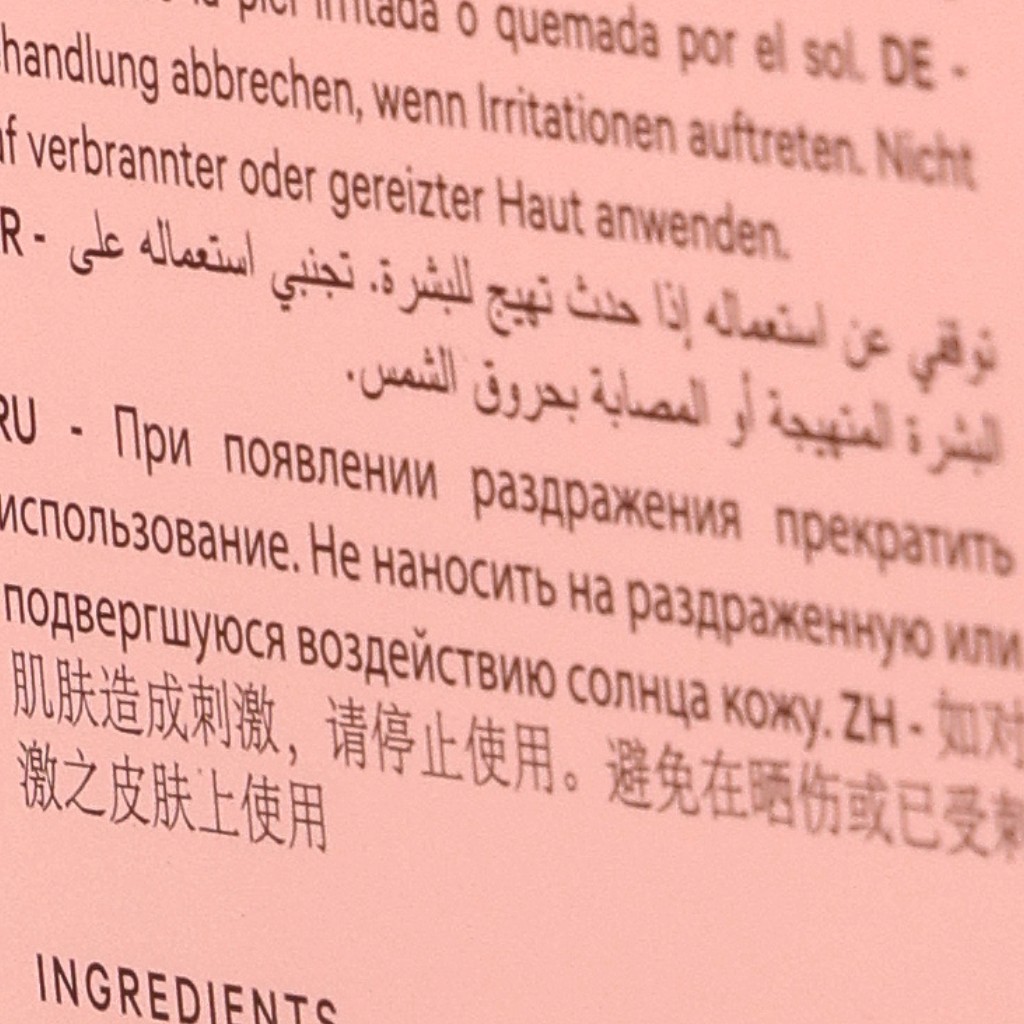 la piel irritada o quemada por el sol. DE -
handlung abbrechen, wenn Irritationen auftreten. Nicht
verbrannter oder gereizter Haut anwenden.
R - توقفي عن استعماله إذا حدث تهيج للبشرة. تجنبي استعماله على
البشرة المتهيجة أو المصابة بحروق الشمس.
RU - При появлении раздражения прекратить
использование. Не наносить на раздраженную или
подвергшуюся воздействию солнца кожу. ZH - 如对
肌肤造成刺激，请停止使用。避免在晒伤或已受刺
激之皮肤上使用
INGREDIENTS